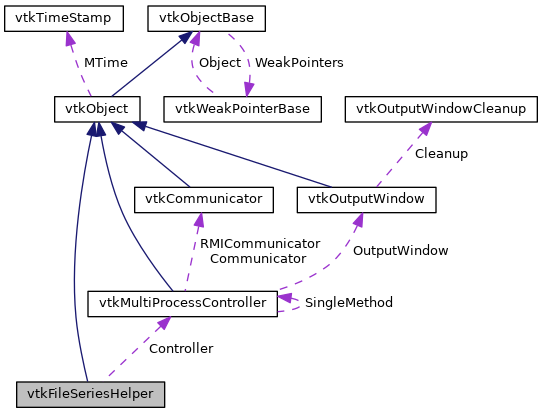 vtkTimeStamp
vtkObjectBase
MTime
Object
WeakPointers
vtkObject
vtkWeakPointerBase
vtkOutputWindowCleanup
Cleanup
vtkCommunicator
vtkOutputWindow
RMICommunicator
Communicator
OutputWindow
vtkMultiProcessController
SingleMethod
Controller
vtkFileSeriesHelper